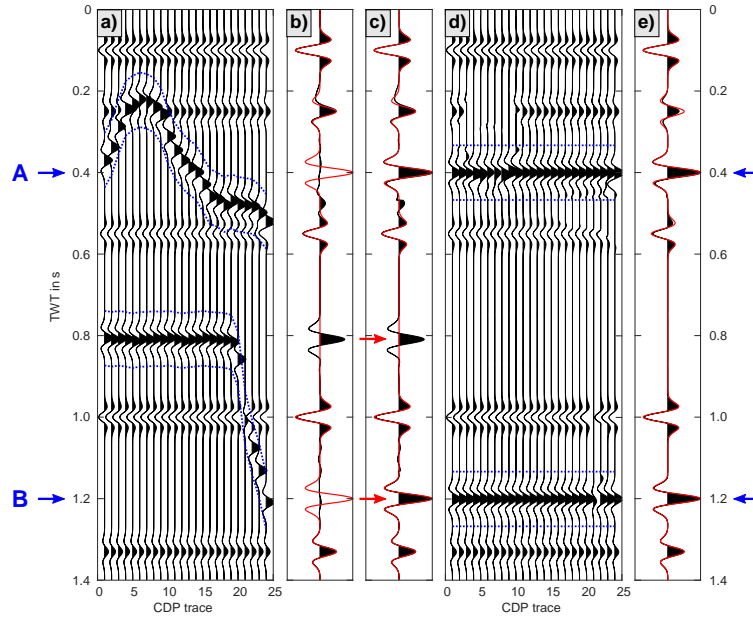 a) b) c) d) e)
0 0
0.2 0.2
A 0.4 0.4
0.6 0.6
TWT in s
0.8 0.8
1.0 1.0
B 1.2 1.2
1.4 1.4
0 5 10 15 20 25 0 5 10 15 20 25
CDP trace CDP trace